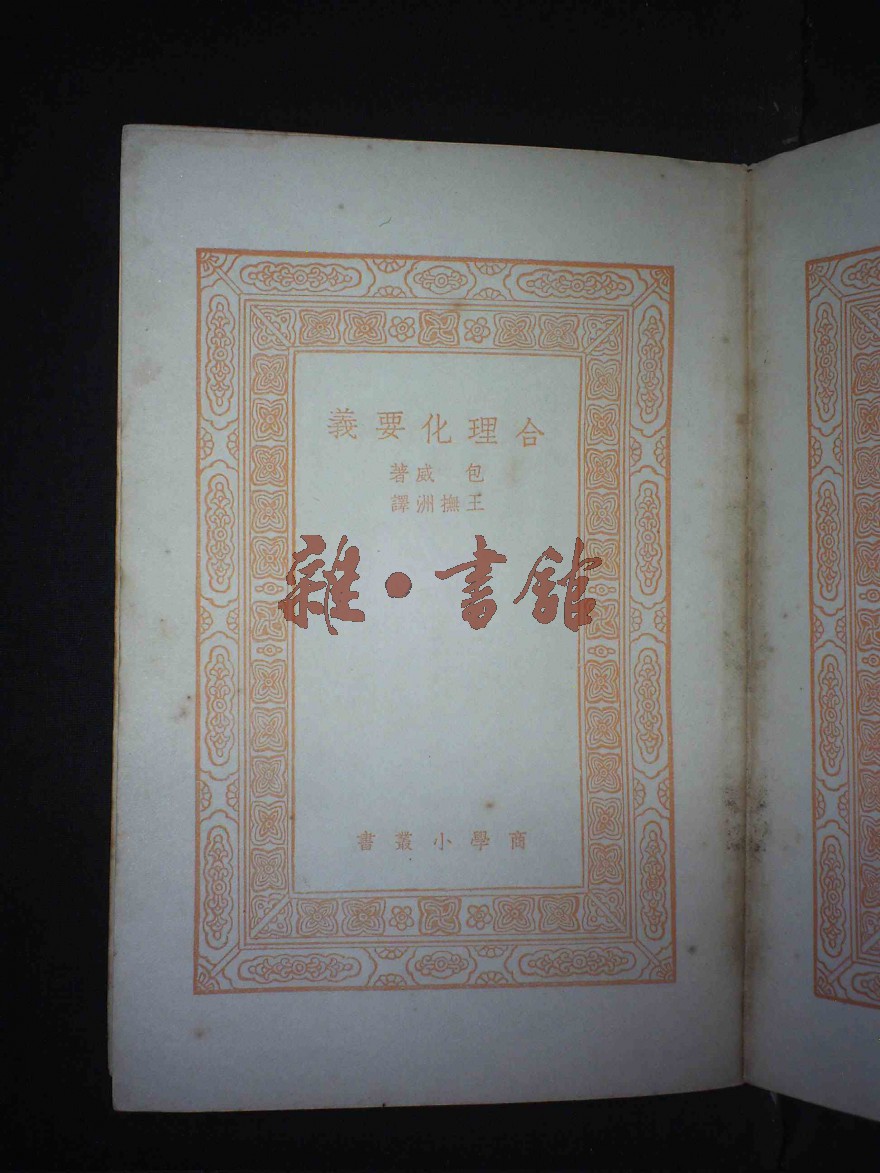 合理化要義
包威著
王撫洲譯
雜·書館
商學小叢書